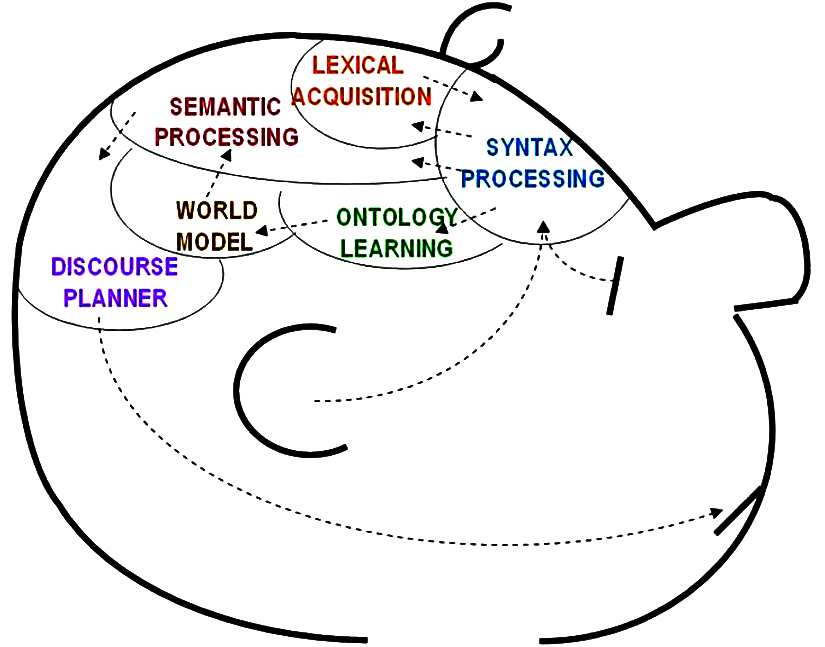 LEXICAL
ACQUISITION
SEMANTIC
PROCESSING
SYNTAX
PROCESSING
WORLD
MODEL
ONTOLOGY
LEARNING
DISCOURSE
PLANNER